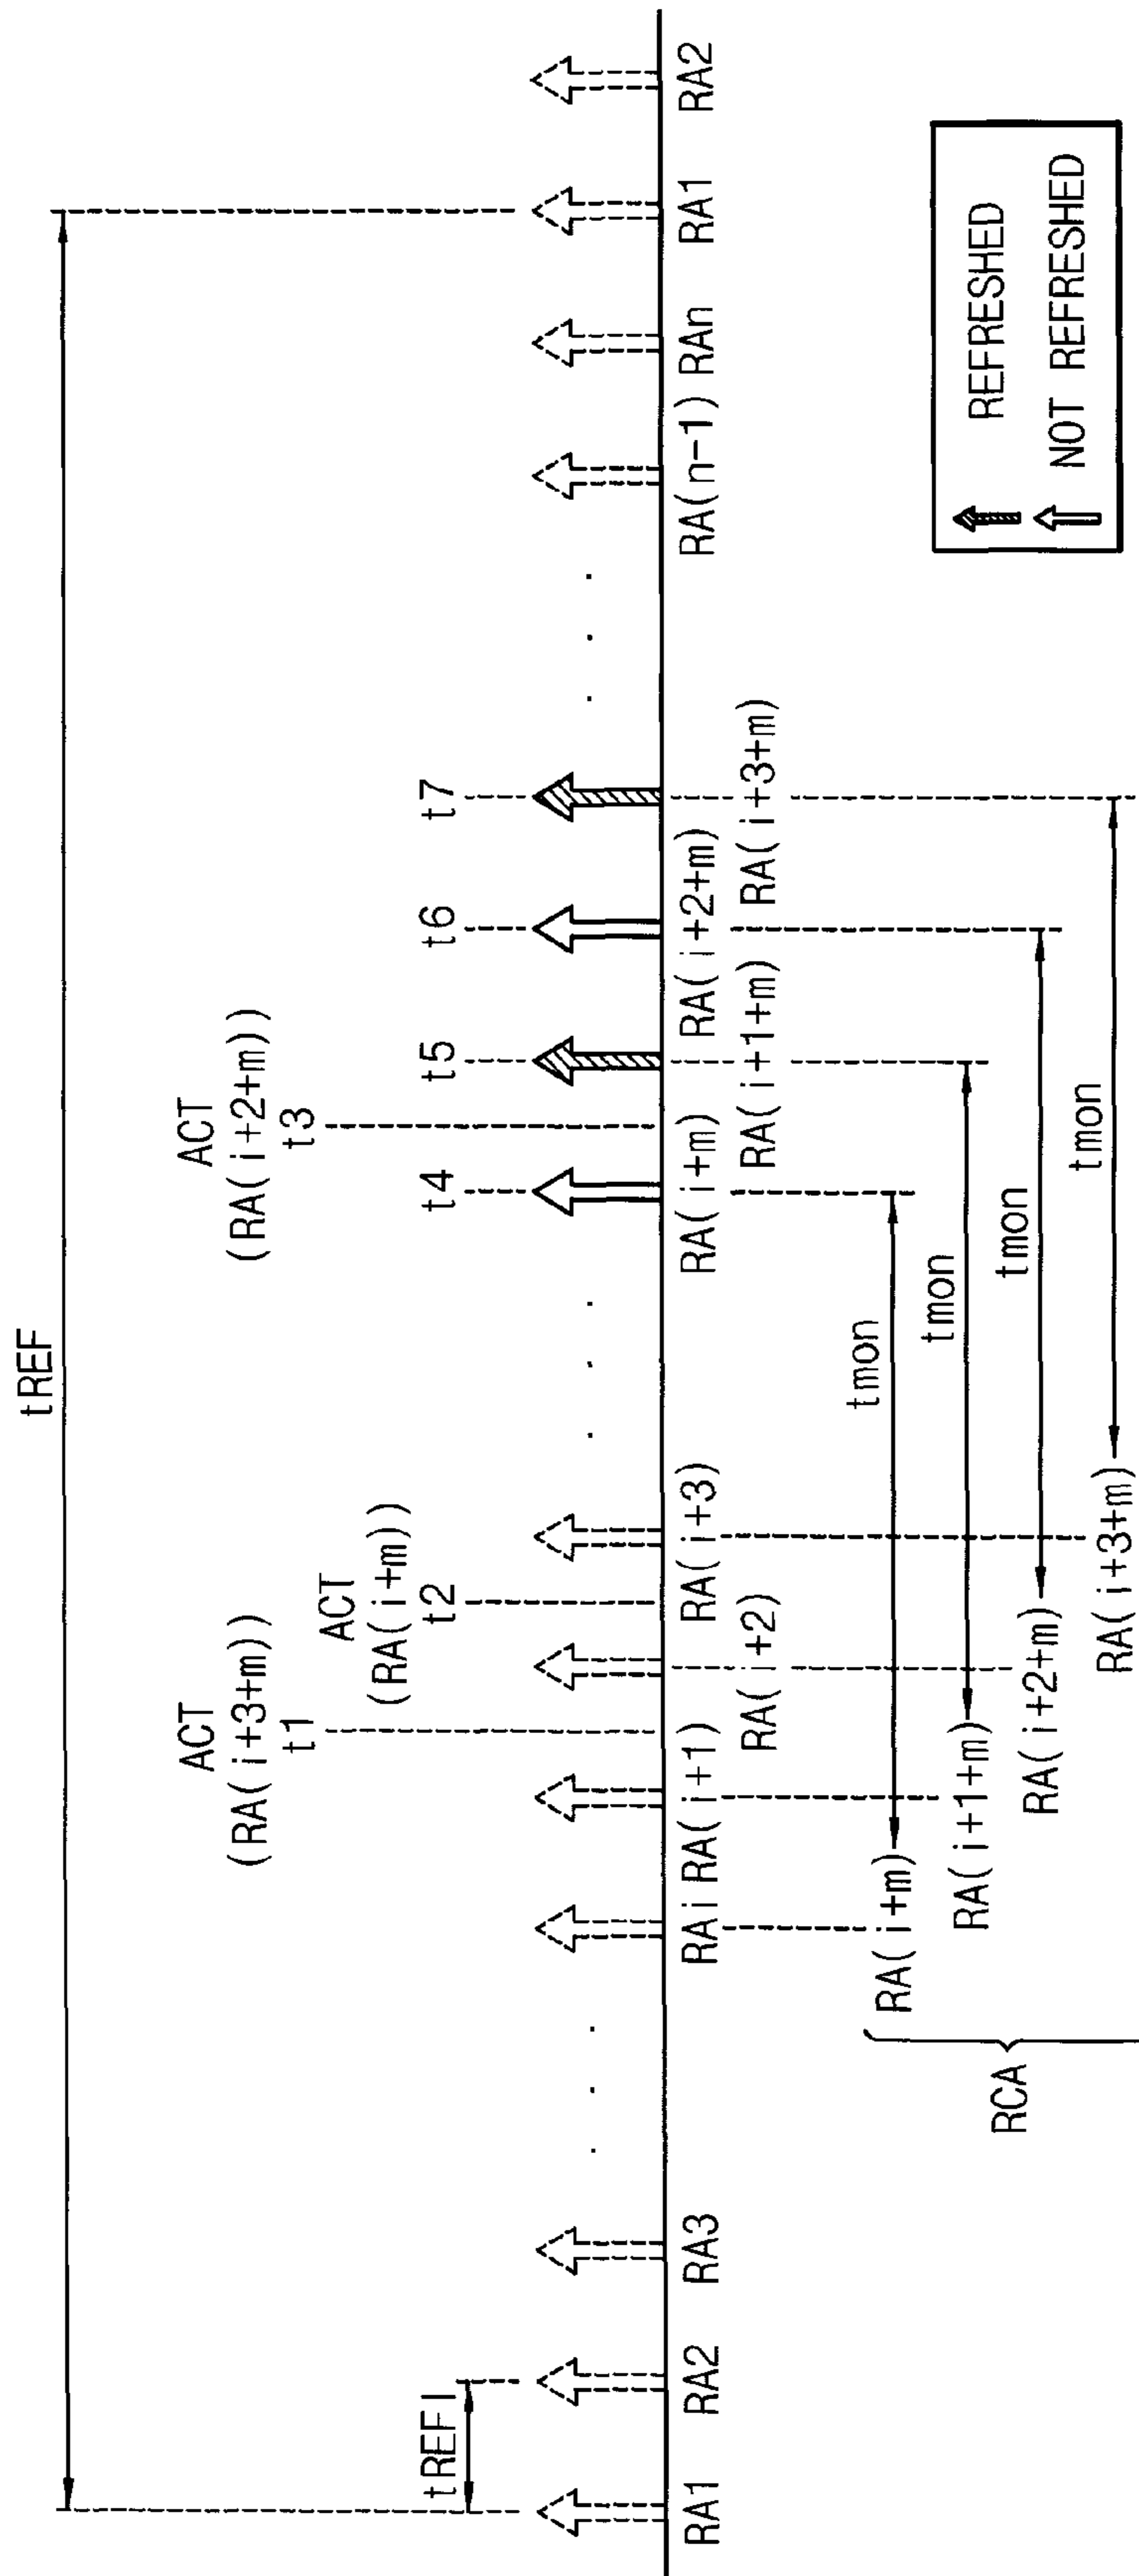 tREF
ACT
(RA(i+3+m))
t1
ACT
(RA(i+m))
t2
ACT
(RA(i+2+m))
t3
tREFI
t4
t5
t6
t7
RA1
RA2
RA3
RAi
RA(i+1)
RA(i+2)
RA(i+3)
RA(i+m)
RA(i+1+m)
RA(i+2+m)
RA(i+3+m)
RA(n-1)
RAn
RA1
RA2
RCA
RA(i+m)
tmon
RA(i+1+m)
tmon
RA(i+2+m)
tmon
RA(i+3+m)
tmon
REFRESHED
NOT REFRESHED